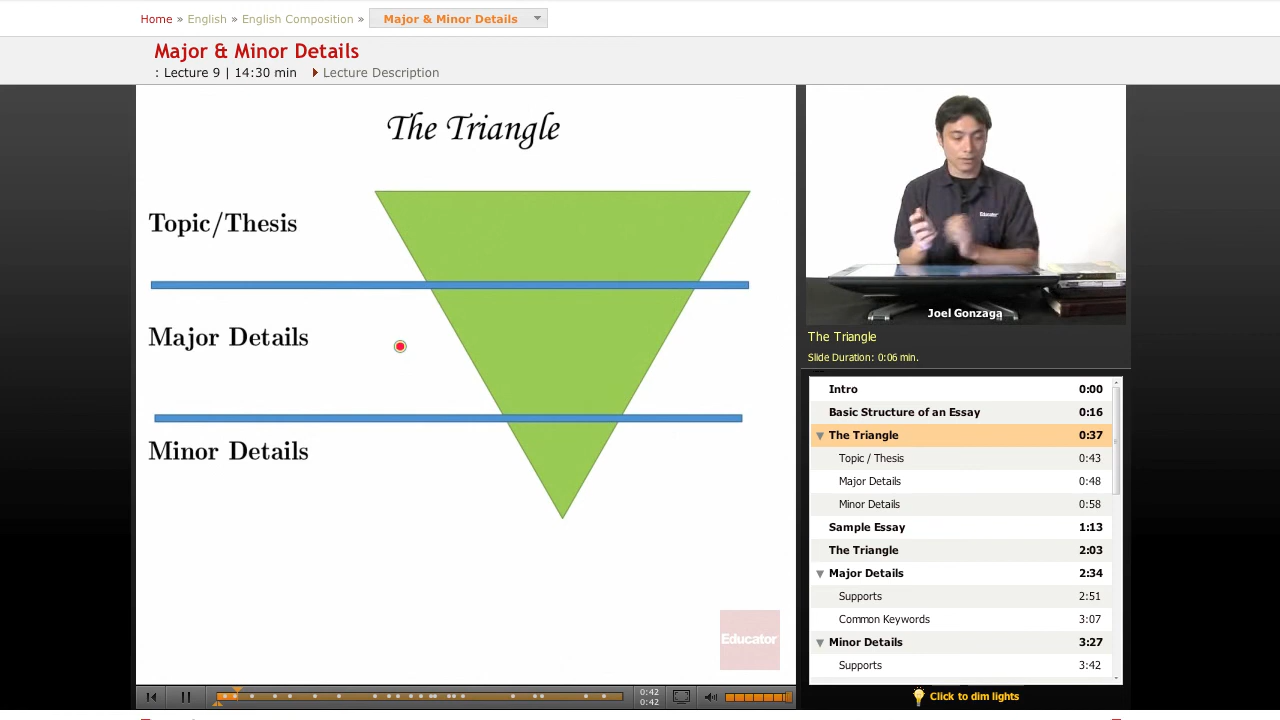 Home » English » English Composition » Major & Minor Details
Major & Minor Details
: Lecture 9 | 14:30 min Lecture Description
The Triangle
Topic/Thesis
Major Details
Minor Details
Educator
Educator
Joel Gonzaga
The Triangle
Slide Duration: 0:06 min.
Intro 0:00
Basic Structure of an Essay 0:16
The Triangle 0:37
Topic / Thesis 0:43
Major Details 0:48
Minor Details 0:58
Sample Essay 1:13
The Triangle 2:03
Major Details 2:34
Supports 2:51
Common Keywords 3:07
Minor Details 3:27
Supports 3:42
0:42
0:42
Click to dim lights